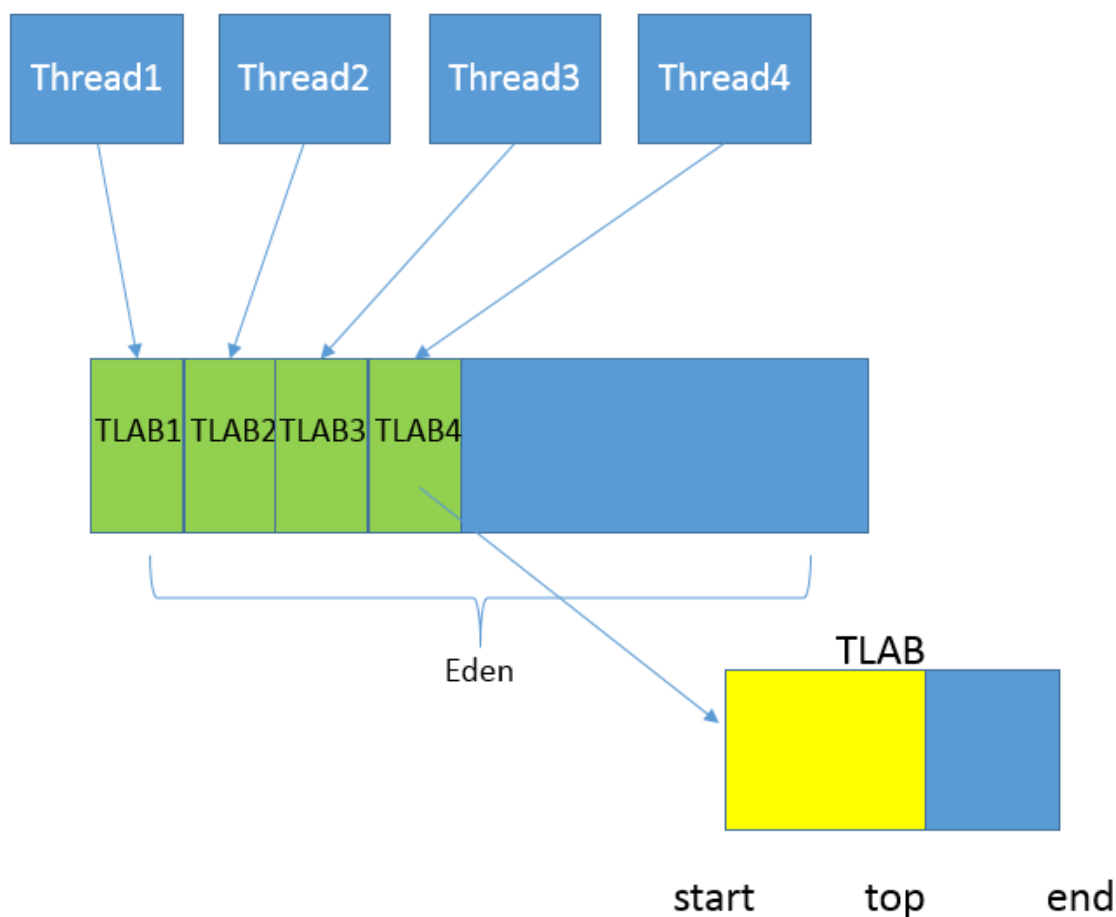 Thread1 Thread2 Thread3 Thread4
TLAB1 TLAB2 TLAB3 TLAB4
Eden
TLAB
start top end